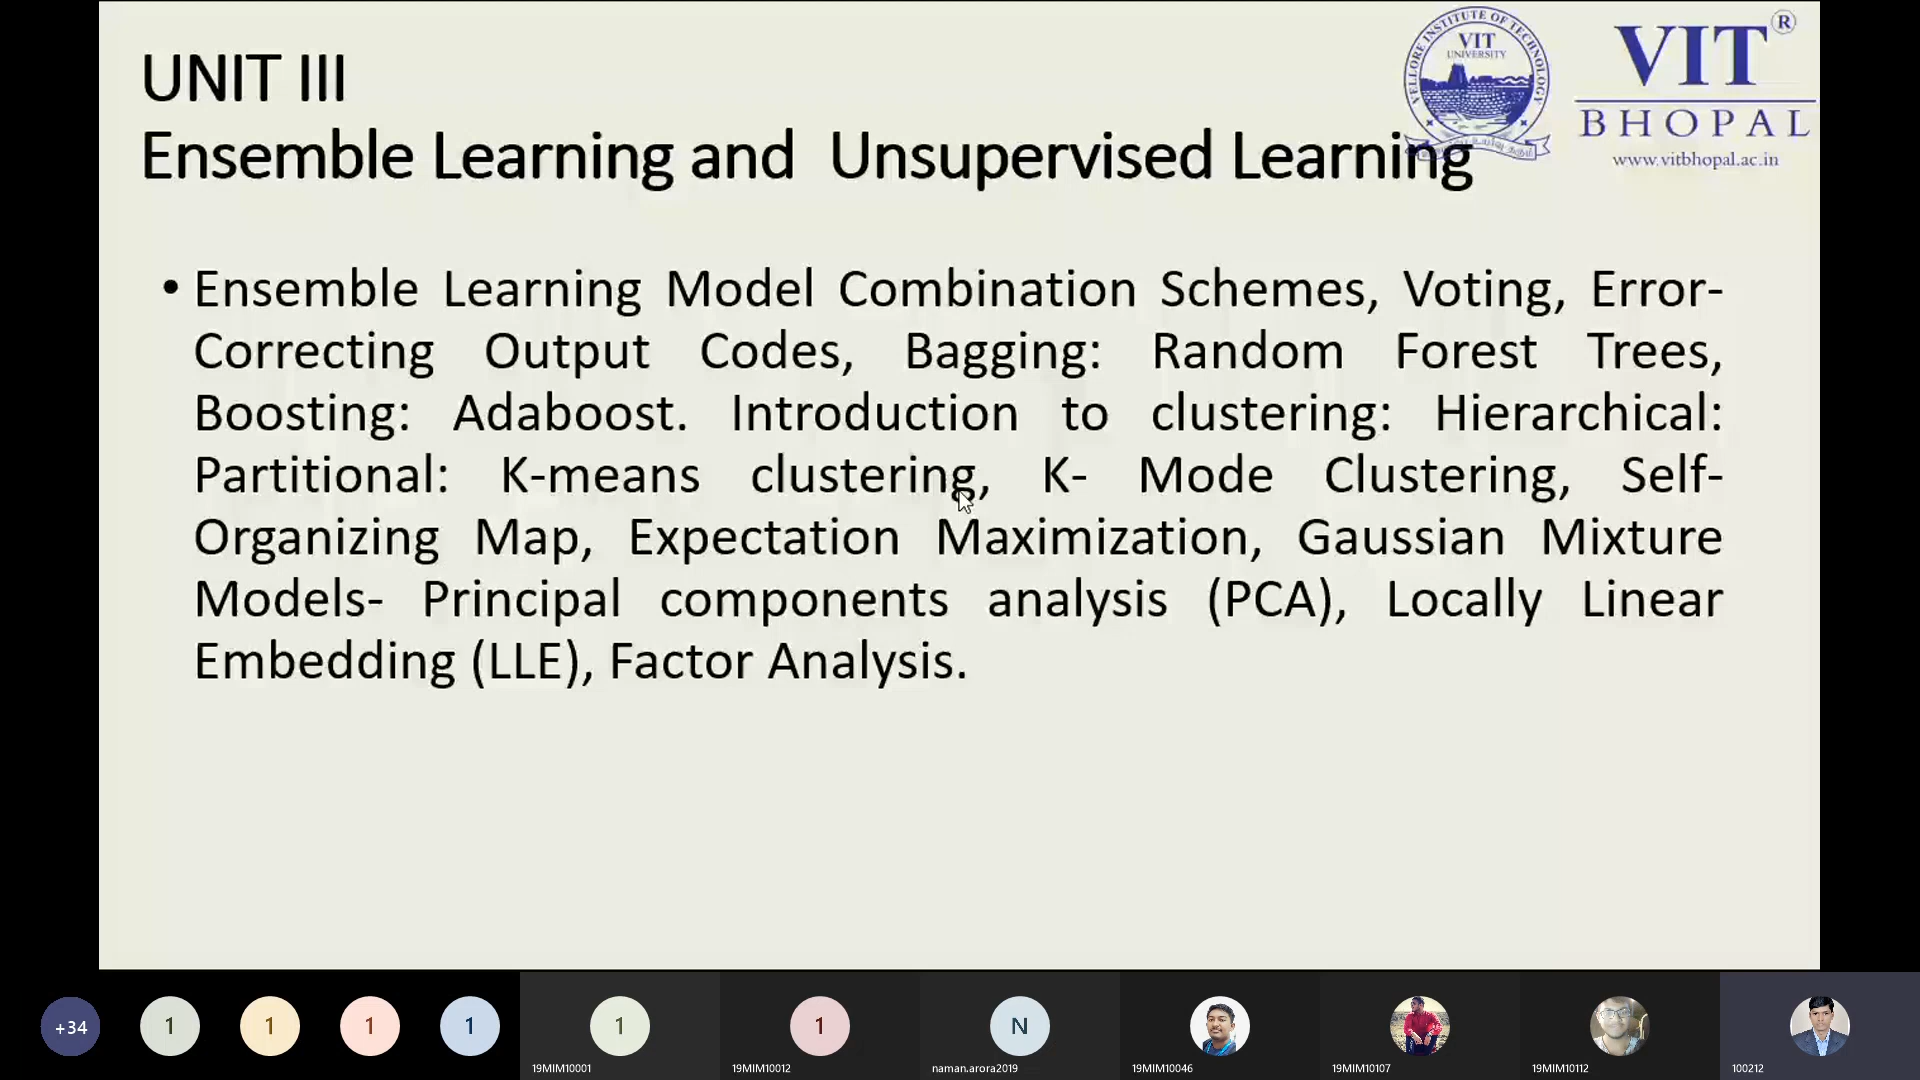 UNIT III
Ensemble Learning and Unsupervised Learning
VELLORE INSTITUTE OF TECHNOLOGY
VIT
UNIVERSITY
VIT®
BHOPAL
www.vitbhopal.ac.in
• Ensemble Learning Model Combination Schemes, Voting, Error-
Correcting Output Codes, Bagging: Random Forest Trees,
Boosting: Adaboost. Introduction to clustering: Hierarchical:
Partitional: K-means clustering, K- Mode Clustering, Self-
Organizing Map, Expectation Maximization, Gaussian Mixture
Models- Principal components analysis (PCA), Locally Linear
Embedding (LLE), Factor Analysis.
+34
1
1
1
1
1
1
N
19MIM10001
19MIM10012
naman.arora2019
19MIM10046
19MIM10107
19MIM10112
100212